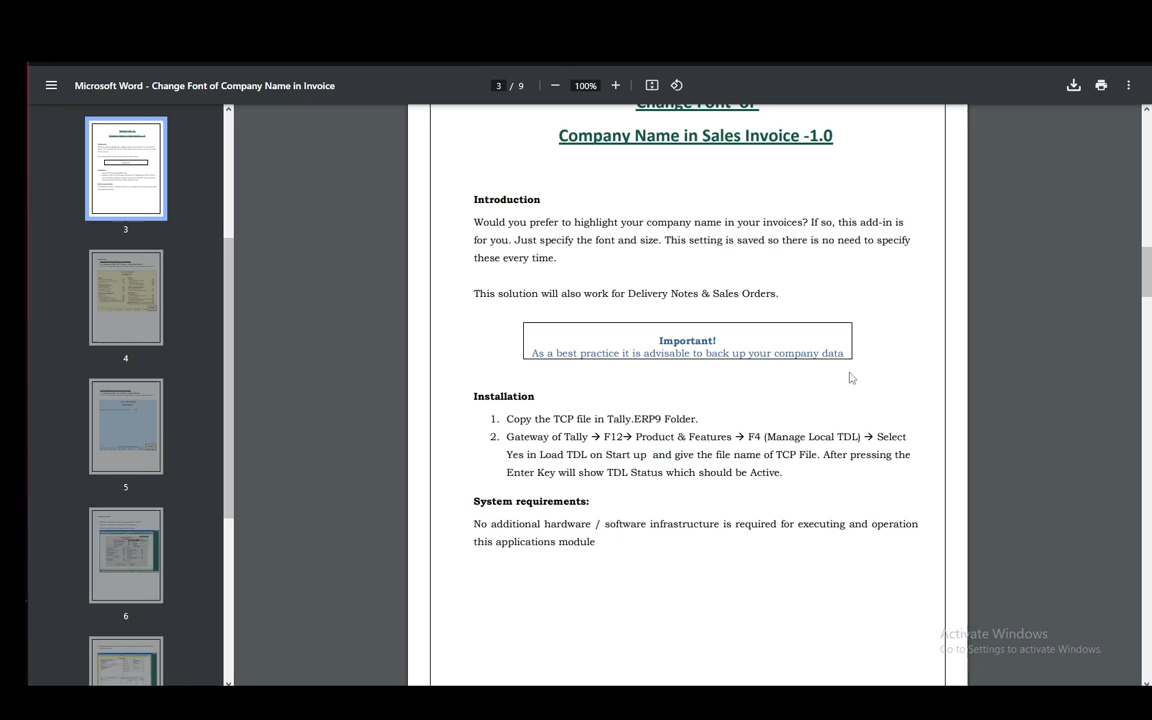 Microsoft Word - Change Font of Company Name in Invoice
3 / 9
100%
3
4
5
6
Change Font of
Company Name in Sales Invoice -1.0
Introduction
Would you prefer to highlight your company name in your invoices? If so, this add-in is
for you. Just specify the font and size. This setting is saved so there is no need to specify
these every time.
This solution will also work for Delivery Notes & Sales Orders.
Important!
As a best practice it is advisable to back up your company data
Installation
1. Copy the TCP file in Tally.ERP9 Folder.
2. Gateway of Tally → F12→ Product & Features → F4 (Manage Local TDL) → Select
Yes in Load TDL on Start up and give the file name of TCP File. After pressing the
Enter Key will show TDL Status which should be Active.
System requirements:
No additional hardware / software infrastructure is required for executing and operation
this applications module
Activate Windows
Go to Settings to activate Windows.